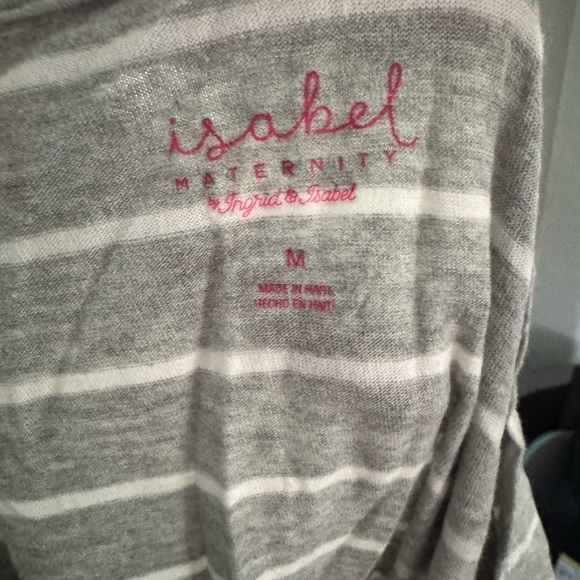 isabel
MATERNITY
by Ingrid & Isabel
M
MADE IN HAITI
HECHO EN HAITI